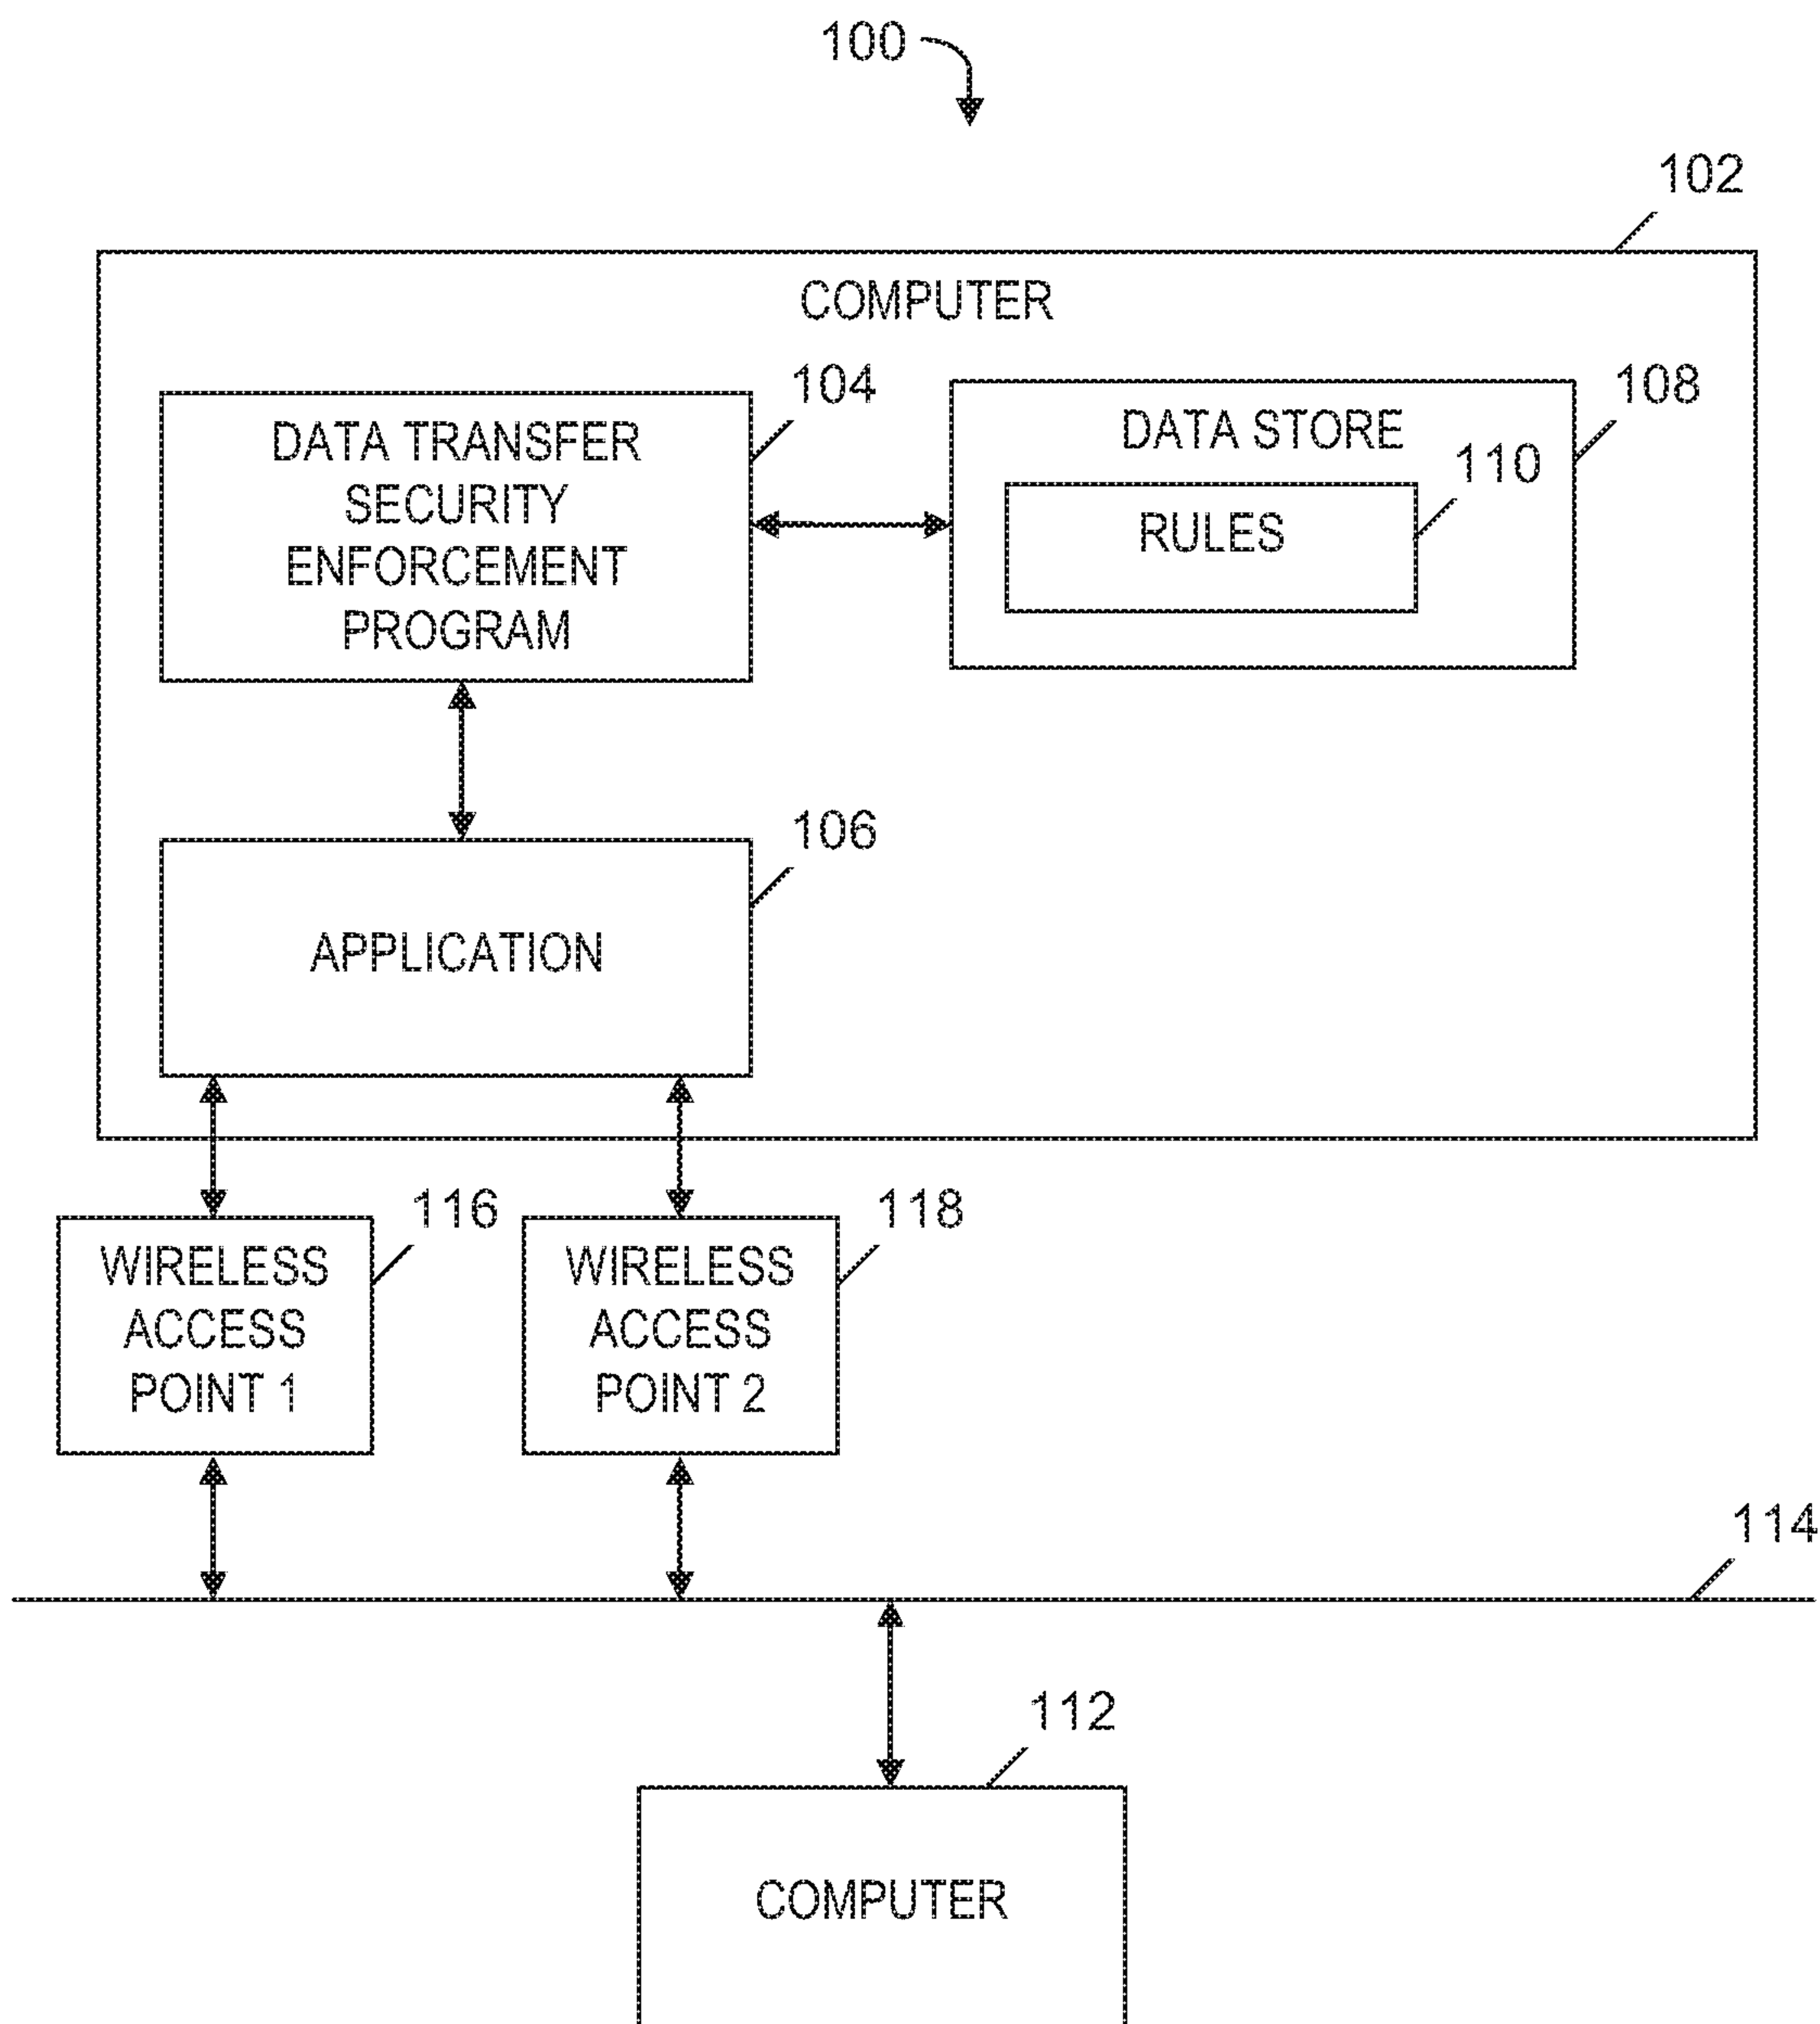 100
102
COMPUTER
104
DATA TRANSFER
SECURITY
ENFORCEMENT
PROGRAM
108
DATA STORE
110
RULES
106
APPLICATION
116
WIRELESS
ACCESS
POINT 1
118
WIRELESS
ACCESS
POINT 2
114
112
COMPUTER